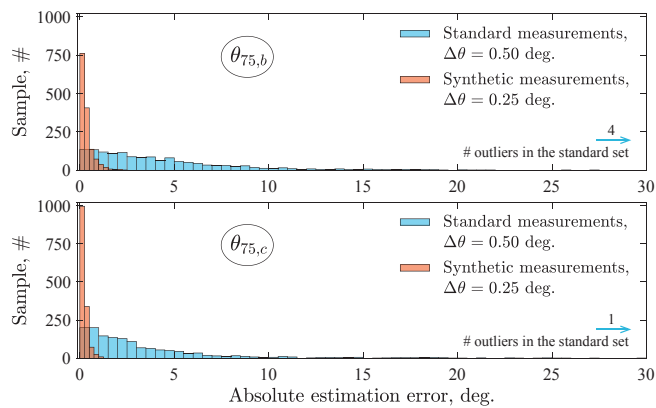 1000
750
500
250
0
Sample, #
θ75,b
Standard measurements,
Δθ = 0.50 deg.
Synthetic measurements,
Δθ = 0.25 deg.
4
# outliers in the standard set
0 5 10 15 20 25 30
1000
750
500
250
0
Sample, #
θ75,c
Standard measurements,
Δθ = 0.50 deg.
Synthetic measurements,
Δθ = 0.25 deg.
1
# outliers in the standard set
0 5 10 15 20 25 30
Absolute estimation error, deg.